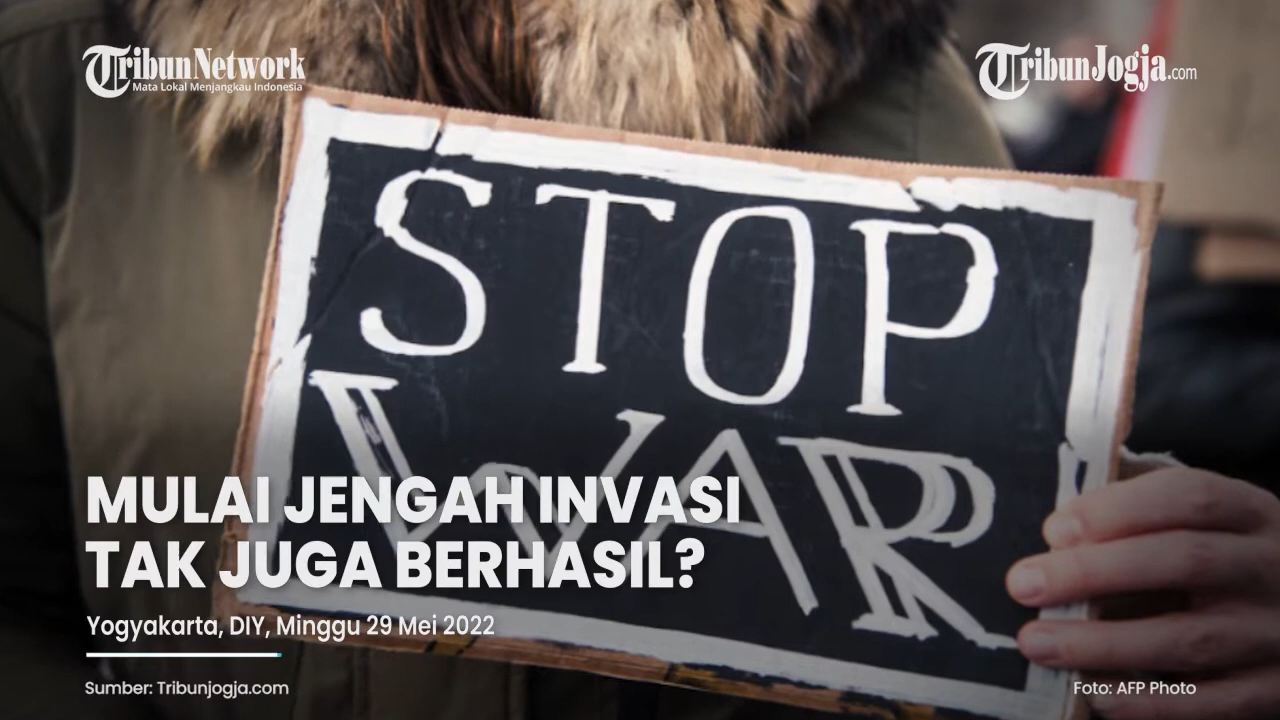 TribunNetwork
Mata Lokal Menjangkau Indonesia
TribunJogja.com
STOP
WAR
MULAI JENGAH INVASI
TAK JUGA BERHASIL?
Yogyakarta, DIY, Minggu 29 Mei 2022
Sumber: Tribunjogja.com
Foto: AFP Photo